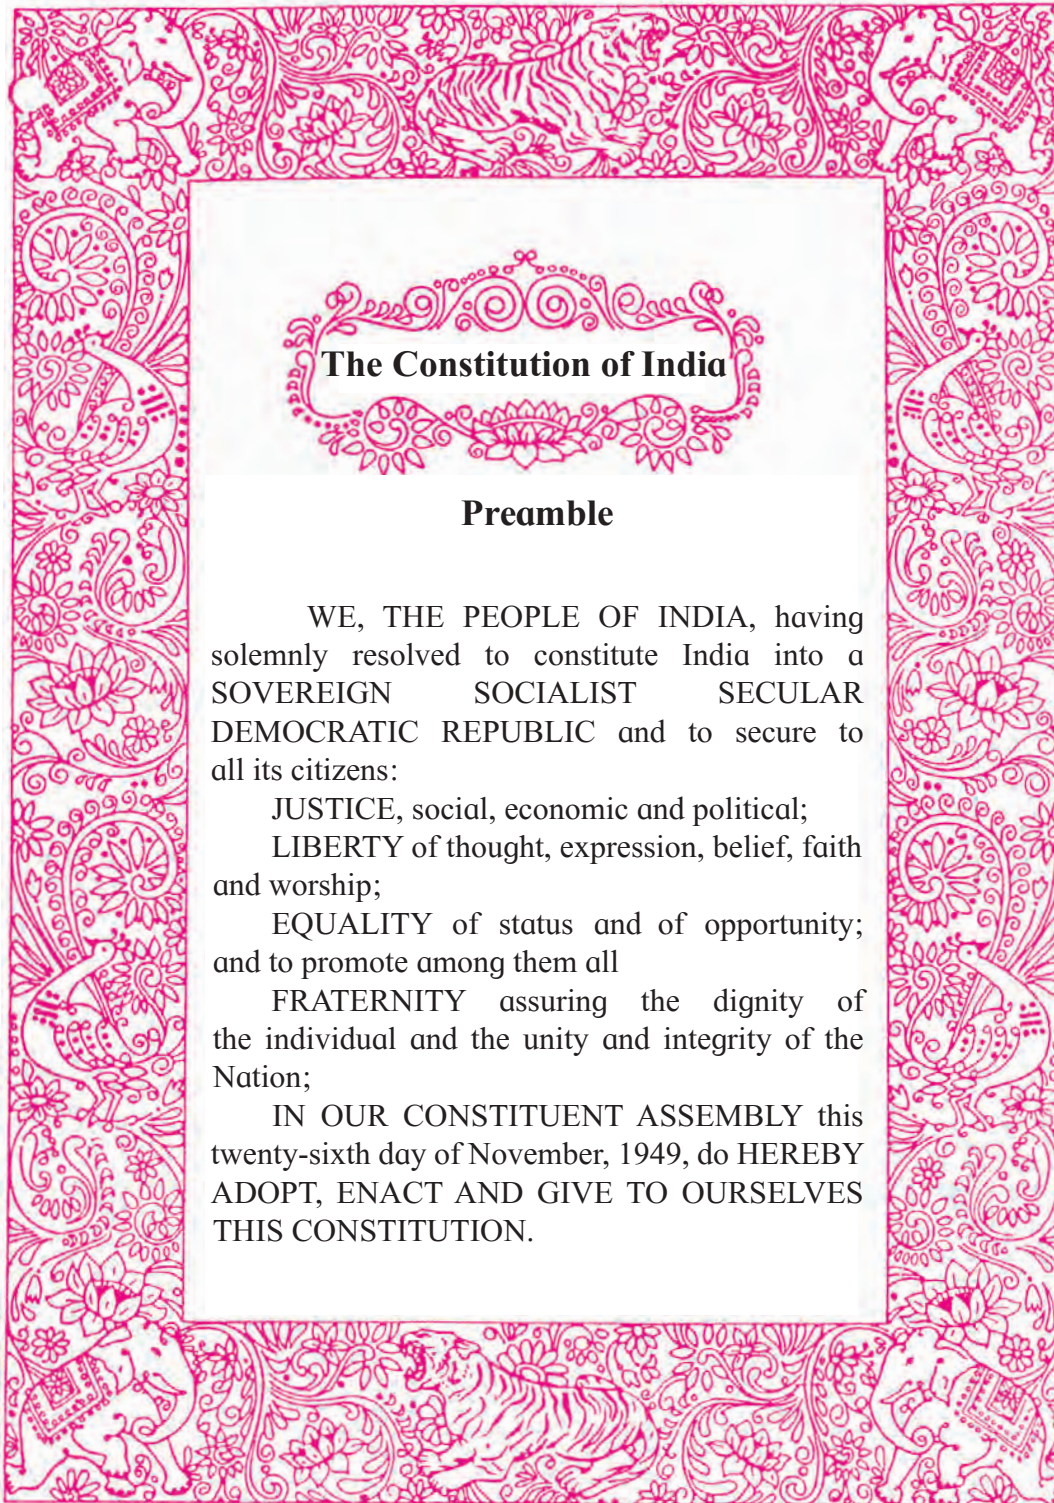 The Constitution of India
Preamble
WE, THE PEOPLE OF INDIA, having
solemnly resolved to constitute India into a
SOVEREIGN SOCIALIST SECULAR
DEMOCRATIC REPUBLIC and to secure to
all its citizens:
JUSTICE, social, economic and political;
LIBERTY of thought, expression, belief, faith
and worship;
EQUALITY of status and of opportunity;
and to promote among them all
FRATERNITY assuring the dignity of
the individual and the unity and integrity of the
Nation;
IN OUR CONSTITUENT ASSEMBLY this
twenty-sixth day of November, 1949, do HEREBY
ADOPT, ENACT AND GIVE TO OURSELVES
THIS CONSTITUTION.